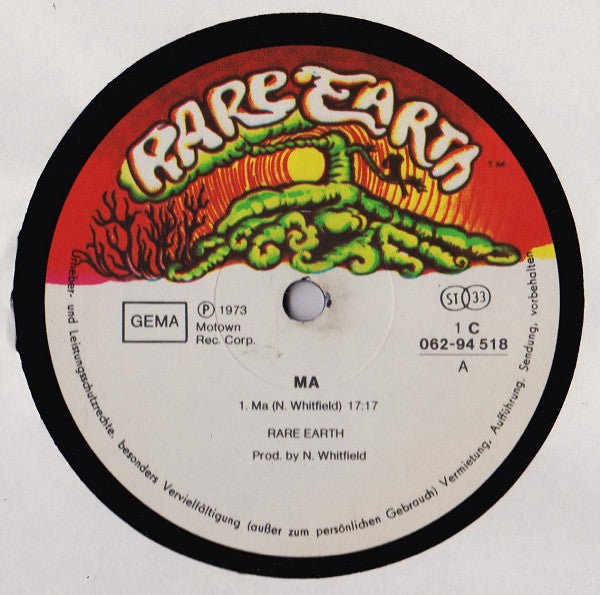 RARE EARTH
T.M.
GEMA
℗ 1973
Motown
Rec. Corp.
ST 33
1 C
062-94 518
A
MA
1. Ma (N. Whitfield) 17:17
RARE EARTH
Prod. by N. Whitfield
Urheber- und Leistungsschutzrechte, besonders Vervielfältigung (außer zum persönlichen Gebrauch) Vermietung, Aufführung, Sendung, vorbehalten